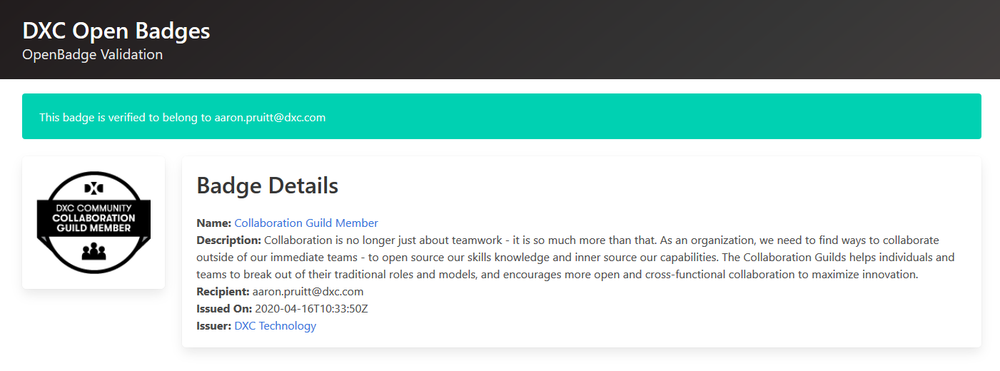 DXC Open Badges
OpenBadge Validation
This badge is verified to belong to aaron.pruitt@dxc.com
DXC
DXC COMMUNITY
COLLABORATION
GUILD MEMBER
Badge Details
Name: Collaboration Guild Member
Description: Collaboration is no longer just about teamwork - it is so much more than that. As an organization, we need to find ways to collaborate
outside of our immediate teams - to open source our skills knowledge and inner source our capabilities. The Collaboration Guilds helps individuals and
teams to break out of their traditional roles and models, and encourages more open and cross-functional collaboration to maximize innovation.
Recipient: aaron.pruitt@dxc.com
Issued On: 2020-04-16T10:33:50Z
Issuer: DXC Technology